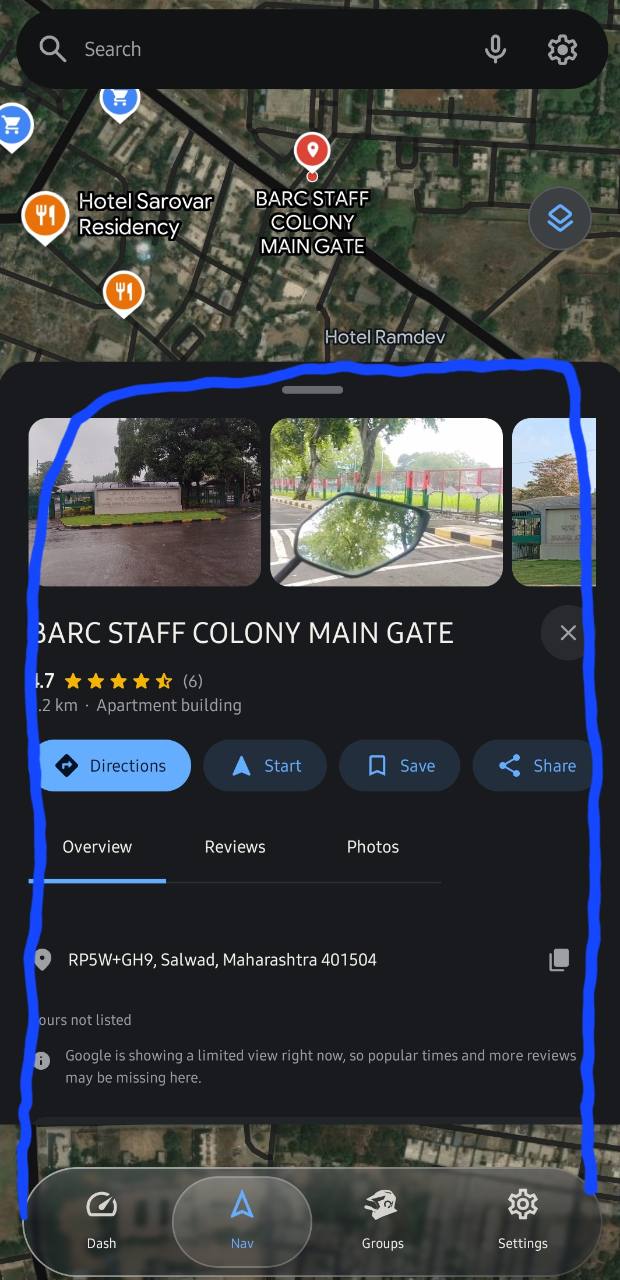 Search
Hotel Sarovar
Residency
BARC STAFF
COLONY
MAIN GATE
Hotel Ramdev
BARC STAFF COLONY MAIN GATE
4.7 (6)
.2 km · Apartment building
Directions
Start
Save
Share
Overview
Reviews
Photos
RP5W+GH9, Salwad, Maharashtra 401504
ours not listed
Google is showing a limited view right now, so popular times and more reviews
may be missing here.
Dash
Nav
Groups
Settings